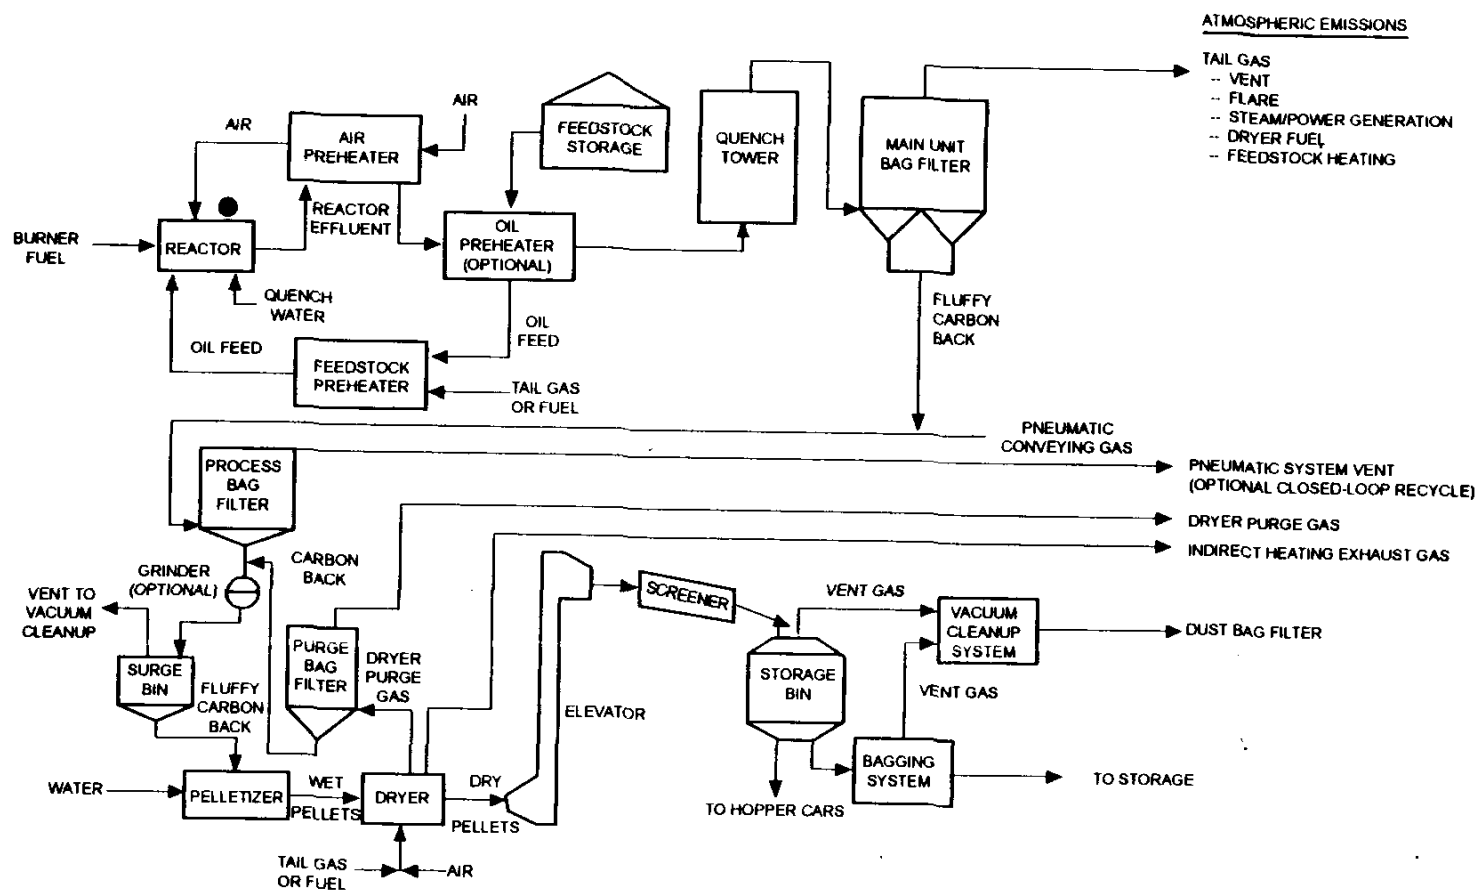 ATMOSPHERIC EMISSIONS
TAIL GAS
-- VENT
-- FLARE
-- STEAM/POWER GENERATION
-- DRYER FUEL
-- FEEDSTOCK HEATING
AIR
AIR
AIR
PREHEATER
FEEDSTOCK
STORAGE
QUENCH
TOWER
MAIN UNIT
BAG FILTER
REACTOR
EFFLUENT
BURNER
FUEL
REACTOR
OIL
PREHEATER
(OPTIONAL)
QUENCH
WATER
OIL
FEED
OIL FEED
FEEDSTOCK
PREHEATER
TAIL GAS
OR FUEL
FLUFFY
CARBON
BACK
PNEUMATIC
CONVEYING GAS
PROCESS
BAG
FILTER
PNEUMATIC SYSTEM VENT
(OPTIONAL CLOSED-LOOP RECYCLE)
DRYER PURGE GAS
INDIRECT HEATING EXHAUST GAS
CARBON
BACK
GRINDER
(OPTIONAL)
VENT TO
VACUUM
CLEANUP
SCREENER
VENT GAS
VACUUM
CLEANUP
SYSTEM
DUST BAG FILTER
SURGE
BIN
FLUFFY
CARBON
BACK
PURGE
BAG
FILTER
DRYER
PURGE
GAS
ELEVATOR
STORAGE
BIN
VENT GAS
BAGGING
SYSTEM
TO STORAGE
WATER
PELLETIZER
WET
PELLETS
DRYER
DRY
PELLETS
TO HOPPER CARS
TAIL GAS
OR FUEL
AIR